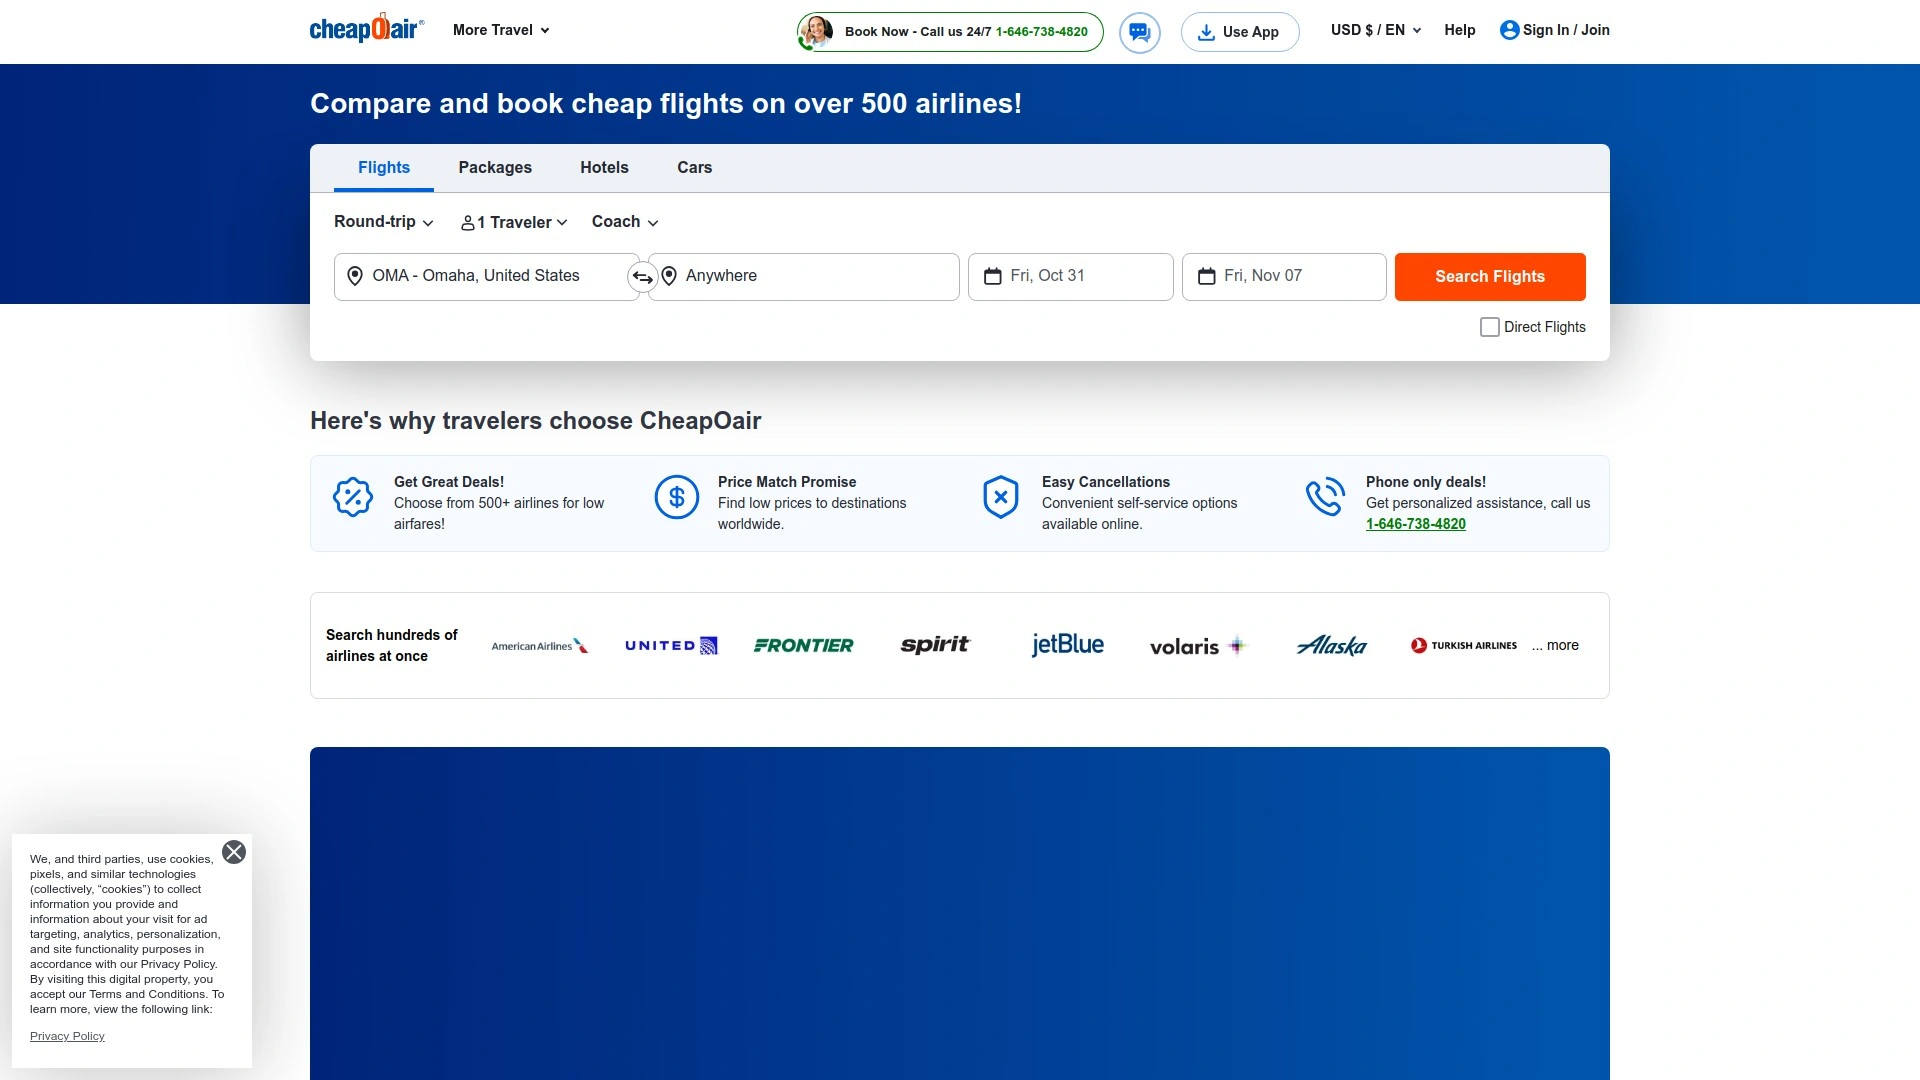 cheapOair®
More Travel
Book Now - Call us 24/7 1-646-738-4820
Use App
USD $ / EN
Help
Sign In / Join
Compare and book cheap flights on over 500 airlines!
Flights
Packages
Hotels
Cars
Round-trip
1 Traveler
Coach
OMA - Omaha, United States
Anywhere
Fri, Oct 31
Fri, Nov 07
Search Flights
Direct Flights
Here's why travelers choose CheapOair
Get Great Deals!
Choose from 500+ airlines for low
airfares!
Price Match Promise
Find low prices to destinations
worldwide.
Easy Cancellations
Convenient self-service options
available online.
Phone only deals!
Get personalized assistance, call us
1-646-738-4820
Search hundreds of
airlines at once
American Airlines
UNITED
FRONTIER
spirit
jetBlue
volaris
Alaska
TURKISH AIRLINES
... more
We, and third parties, use cookies,
pixels, and similar technologies
(collectively, “cookies”) to collect
information you provide and
information about your visit for ad
targeting, analytics, personalization,
and site functionality purposes in
accordance with our Privacy Policy.
By visiting this digital property, you
accept our Terms and Conditions. To
learn more, view the following link:
Privacy Policy